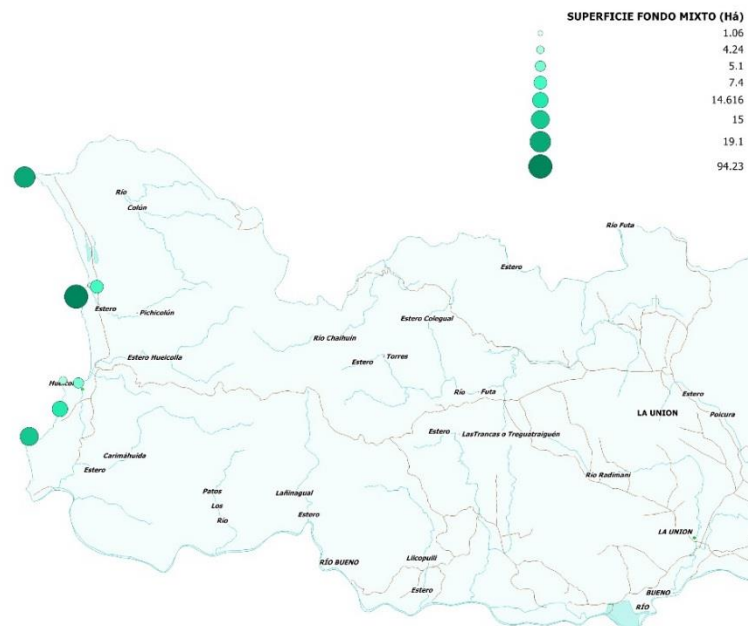 SUPERFICIE FONDO MIXTO (Há)
1.06
4.24
5.1
7.4
14.616
15
19.1
94.23
Río
Colún
Río Futa
Estero
Estero
Pichicolún
Estero Colegual
Río Chaihuín
Estero Hueicolla
Estero
Torres
Río
Futa
Estero
Poicura
LA UNION
Estero
LasTrancas o Treguatraiguén
Carimáhuida
Estero
Río Radimani
Patos
Los
Río
Lañinagual
Estero
LA UNION
RÍO BUENO
Llcopulli
Estero
BUENO
RÍO